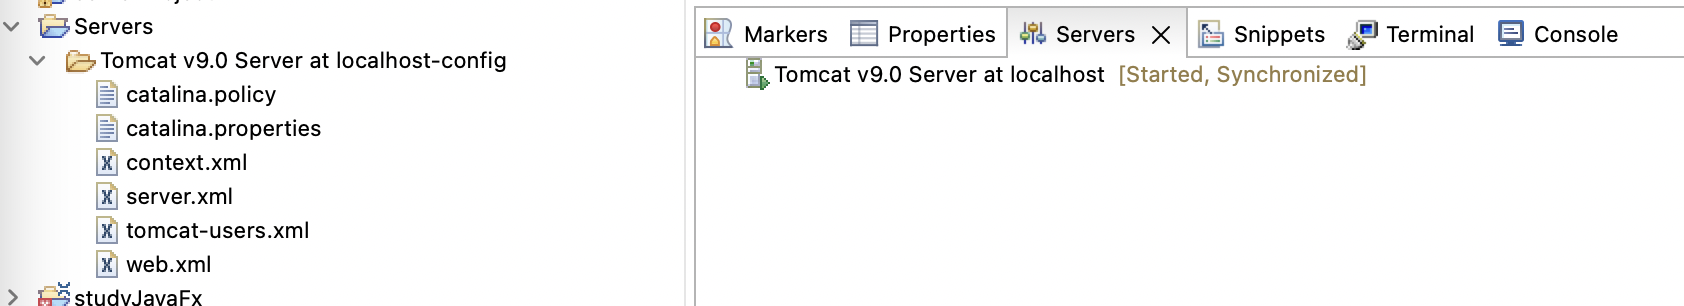 Servers
Tomcat v9.0 Server at localhost-config
catalina.policy
catalina.properties
context.xml
server.xml
tomcat-users.xml
web.xml
studyJavaFx
Markers Properties Servers Snippets Terminal Console
Tomcat v9.0 Server at localhost [Started, Synchronized]